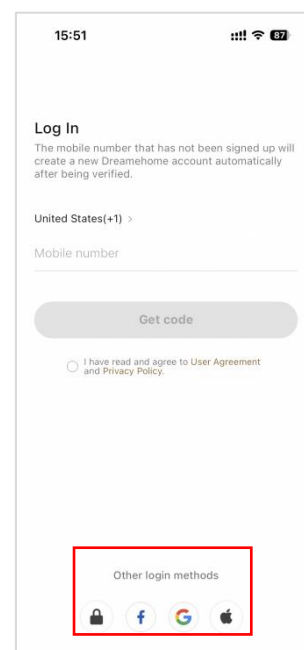 15:51
87
Log In
The mobile number that has not been signed up will
create a new Dreamehome account automatically
after being verified.
United States(+1) >
Mobile number
Get code
I have read and agree to User Agreement
and Privacy Policy.
Other login methods